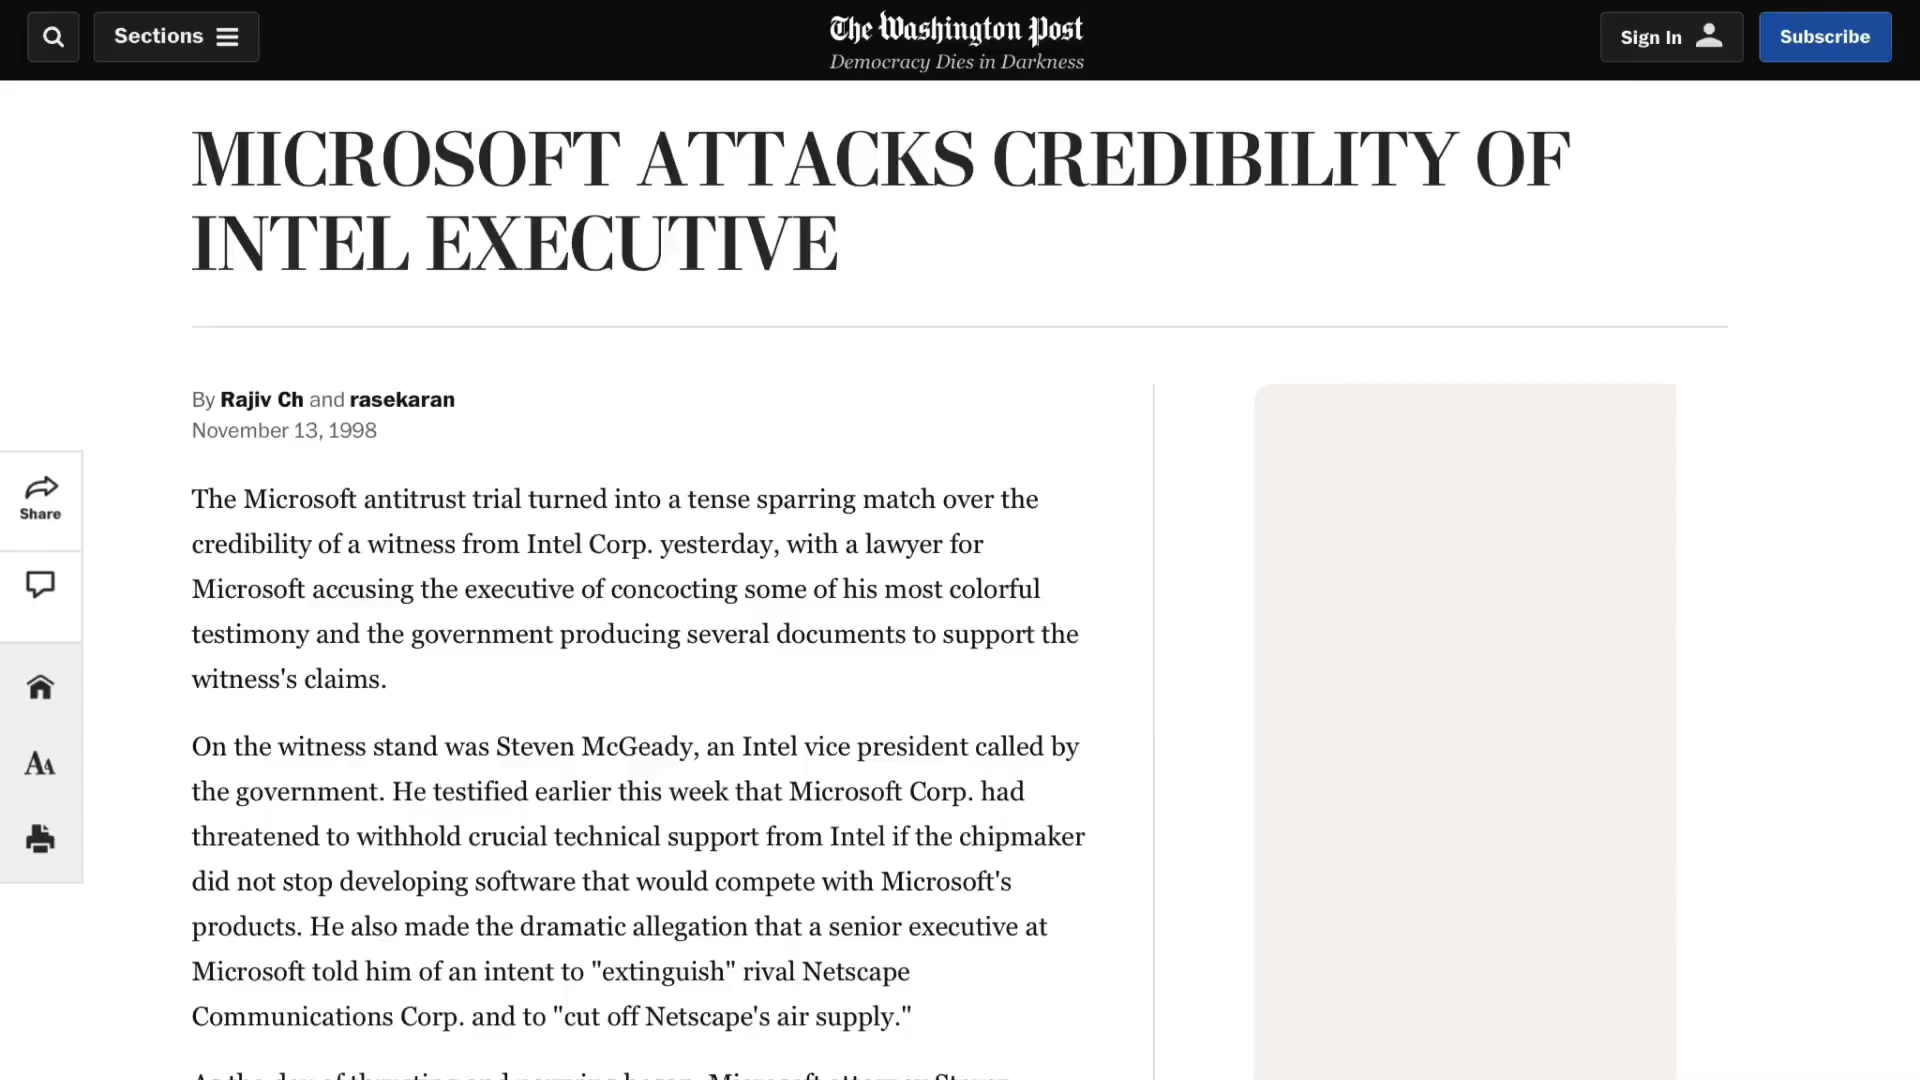 Sections
The Washington Post
Democracy Dies in Darkness
Sign In
Subscribe
MICROSOFT ATTACKS CREDIBILITY OF
INTEL EXECUTIVE
By Rajiv Ch and rasekaran
November 13, 1998
Share
The Microsoft antitrust trial turned into a tense sparring match over the
credibility of a witness from Intel Corp. yesterday, with a lawyer for
Microsoft accusing the executive of concocting some of his most colorful
testimony and the government producing several documents to support the
witness's claims.
On the witness stand was Steven McGeady, an Intel vice president called by
the government. He testified earlier this week that Microsoft Corp. had
threatened to withhold crucial technical support from Intel if the chipmaker
did not stop developing software that would compete with Microsoft's
products. He also made the dramatic allegation that a senior executive at
Microsoft told him of an intent to "extinguish" rival Netscape
Communications Corp. and to "cut off Netscape's air supply."
AA